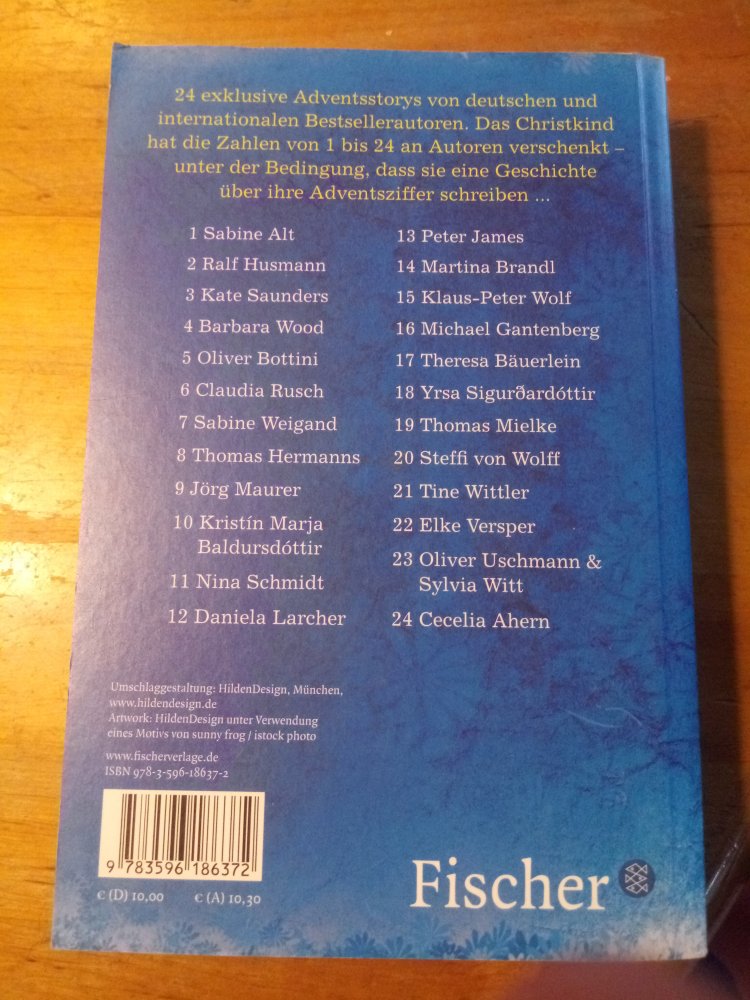 24 exklusive Adventsstorys von deutschen und
internationalen Bestsellerautoren. Das Christkind
hat die Zahlen von 1 bis 24 an Autoren verschenkt –
unter der Bedingung, dass sie eine Geschichte
über ihre Adventsziffer schreiben ...
1 Sabine Alt
2 Ralf Husmann
3 Kate Saunders
4 Barbara Wood
5 Oliver Bottini
6 Claudia Rusch
7 Sabine Weigand
8 Thomas Hermanns
9 Jörg Maurer
10 Kristín Marja
Baldursdóttir
11 Nina Schmidt
12 Daniela Larcher
13 Peter James
14 Martina Brandl
15 Klaus-Peter Wolf
16 Michael Gantenberg
17 Theresa Bäuerlein
18 Yrsa Sigurðardóttir
19 Thomas Mielke
20 Steffi von Wolff
21 Tine Wittler
22 Elke Versper
23 Oliver Uschmann &
Sylvia Witt
24 Cecelia Ahern
Umschlaggestaltung: HildenDesign, München,
www.hildendesign.de
Artwork: HildenDesign unter Verwendung
eines Motivs von sunny frog / istock photo
www.fischerverlage.de
ISBN 978-3-596-18637-2
9 783596 186372
€ (D) 10,00 € (A) 10,30
Fischer